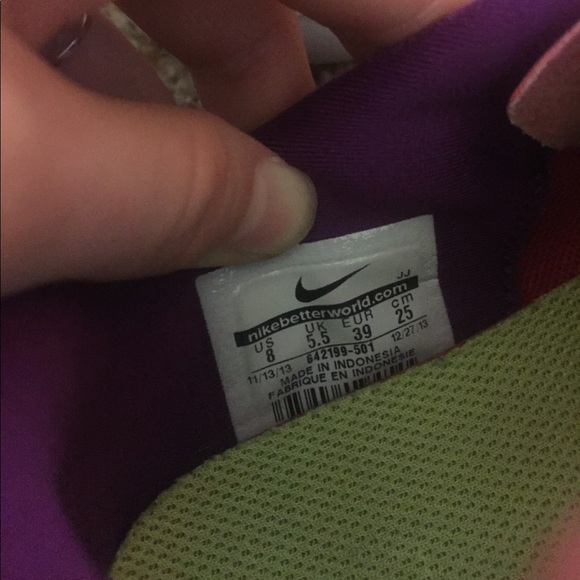 JJ
nikebetterworld.com
US UK EUR cm
8 5.5 39 25
642199-501
11/13/13 12/27/13
MADE IN INDONESIA
FABRIQUE EN INDONESIE